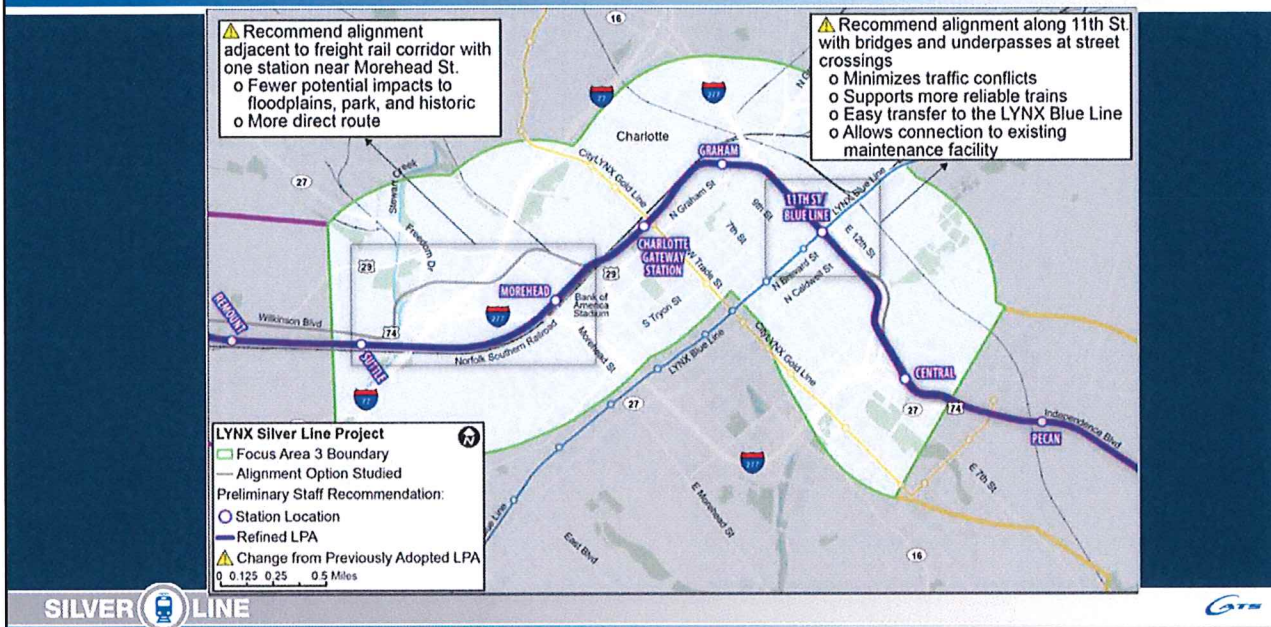 ⚠ Recommend alignment
adjacent to freight rail corridor with
one station near Morehead St.
o Fewer potential impacts to
floodplains, park, and historic
o More direct route
⚠ Recommend alignment along 11th St.
with bridges and underpasses at street
crossings
o Minimizes traffic conflicts
o Supports more reliable trains
o Easy transfer to the LYNX Blue Line
o Allows connection to existing
maintenance facility
16
77
277
Charlotte
27
Stewart Creek
Freedom Dr
CityLYNX Gold Line
GRAHAM
N Graham St
9th St
7th St
11TH ST/
BLUE LINE
LYNX Blue Line
E 12th St
29
CHARLOTTE
GATEWAY
STATION
W Trade St
N Brevard St
N Caldwell St
29
MOREHEAD
277
Bank of
America
Stadium
S Tryon St
REMOUNT
Wilkinson Blvd
74
SUTTLE
Norfolk Southern Railroad
Morehead St
LYNX Blue Line
CityLYNX Gold Line
CENTRAL
77
27
27
74
Independence Blvd
PECAN
277
E 7th St
E Morehead St
East Blvd
16
ue Line
LYNX Silver Line Project
Focus Area 3 Boundary
Alignment Option Studied
Preliminary Staff Recommendation:
Station Location
Refined LPA
⚠ Change from Previously Adopted LPA
0 0.125 0.25 0.5 Miles
SILVER LINE
CATS